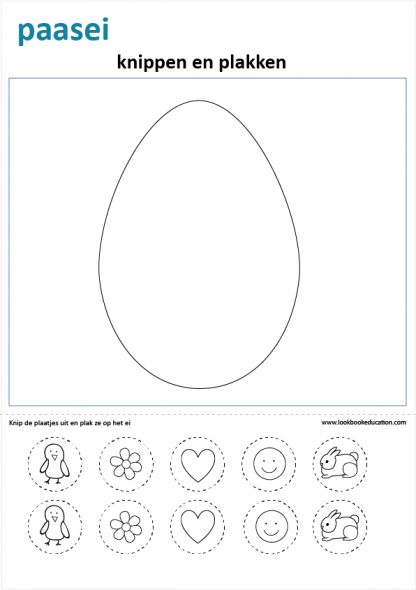 paasei
knippen en plakken
Knip de plaatjes uit en plak ze op het ei
www.lookbookeducation.com